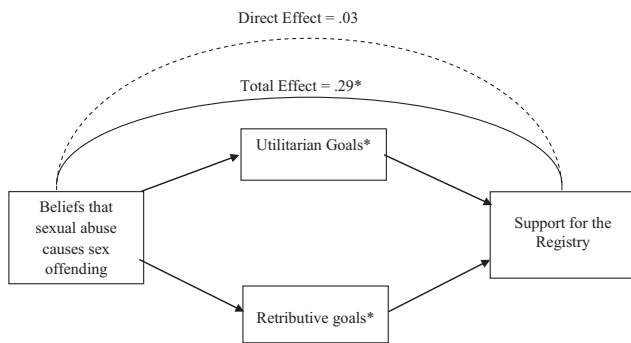 Direct Effect = .03
Total Effect = .29*
Utilitarian Goals*
Beliefs that
sexual abuse
causes sex
offending
Support for the
Registry
Retributive goals*